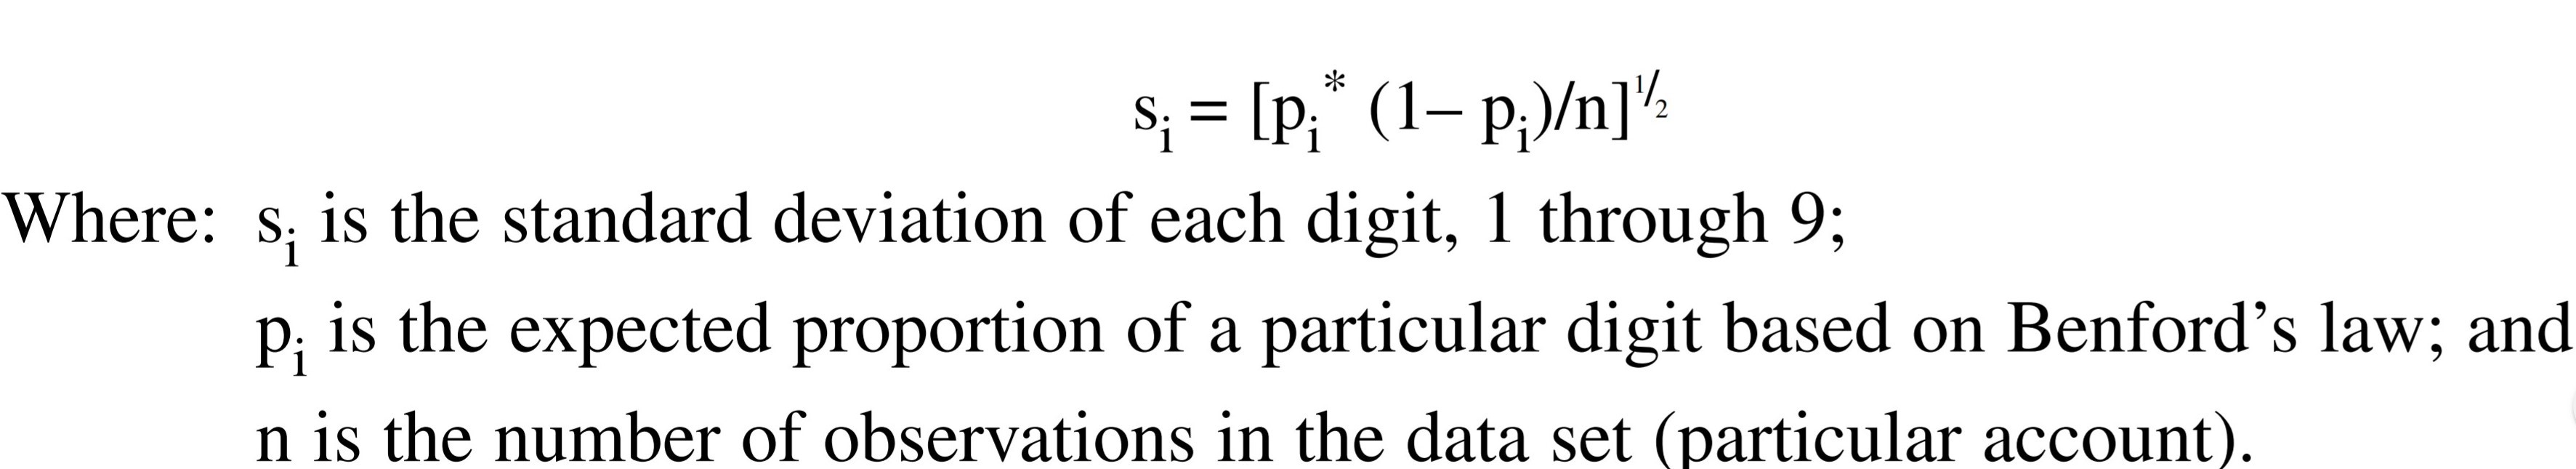 sᵢ = [pᵢ* (1– pᵢ)/n]^½
Where: sᵢ is the standard deviation of each digit, 1 through 9;
pᵢ is the expected proportion of a particular digit based on Benford’s law; and
n is the number of observations in the data set (particular account).